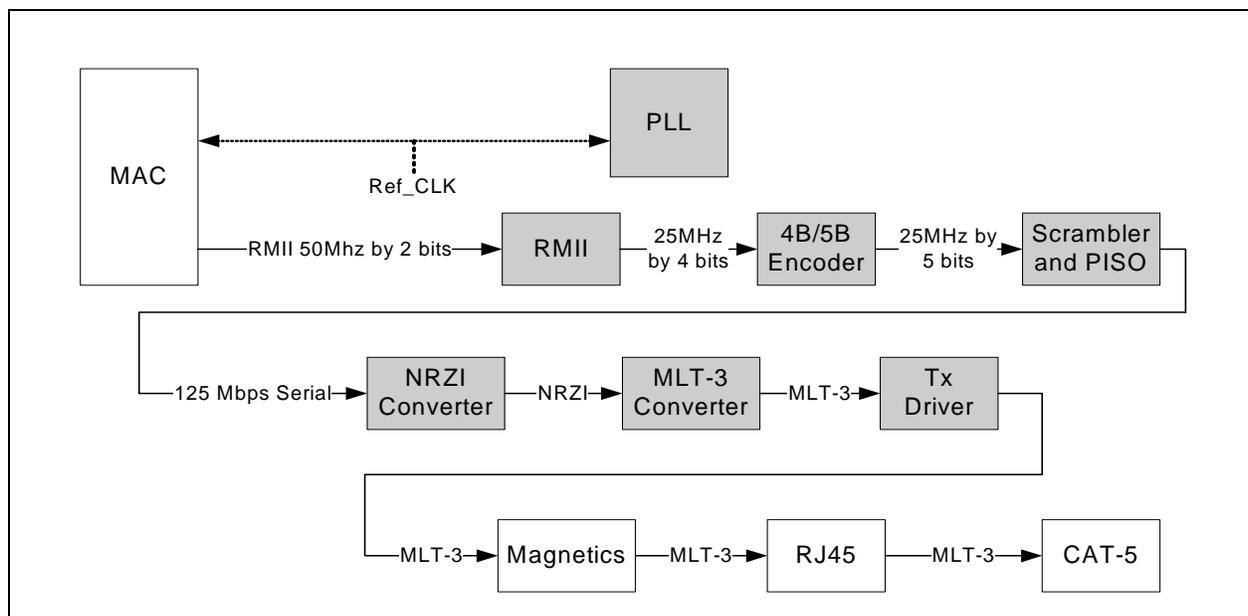 PLL
MAC
Ref_CLK
RMII 50Mhz by 2 bits
RMII
25MHz
by 4 bits
4B/5B
Encoder
25MHz by
5 bits
Scrambler
and PISO
125 Mbps Serial
NRZI
Converter
NRZI
MLT-3
Converter
MLT-3
Tx
Driver
MLT-3
Magnetics
MLT-3
RJ45
MLT-3
CAT-5